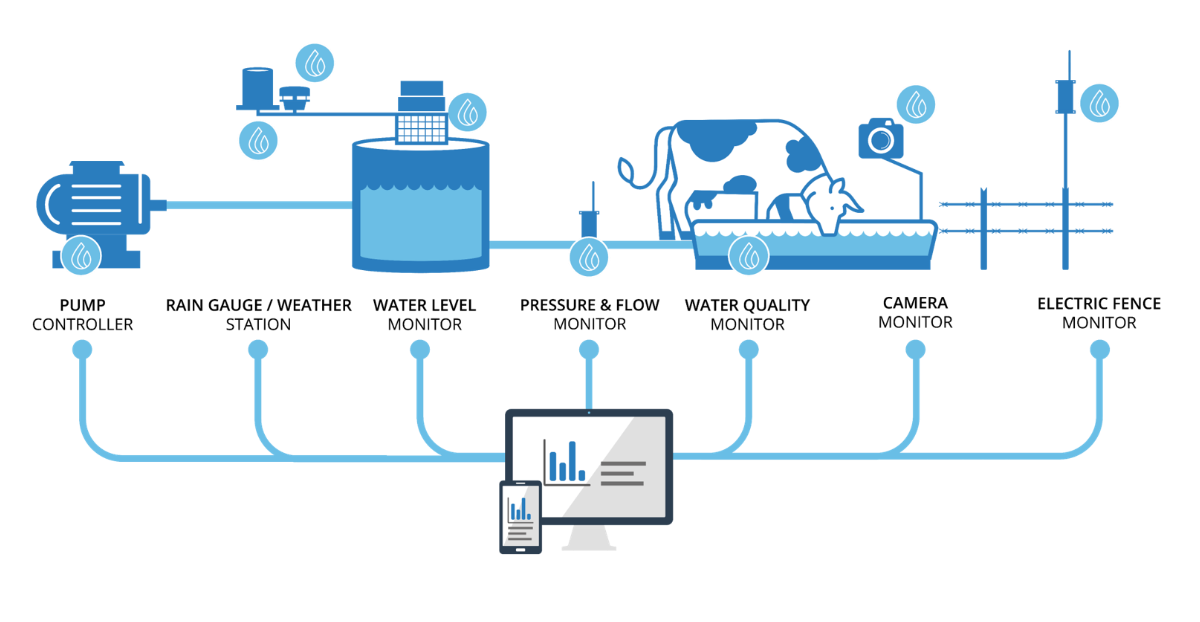 PUMP
CONTROLLER
RAIN GAUGE / WEATHER
STATION
WATER LEVEL
MONITOR
PRESSURE & FLOW
MONITOR
WATER QUALITY
MONITOR
CAMERA
MONITOR
ELECTRIC FENCE
MONITOR